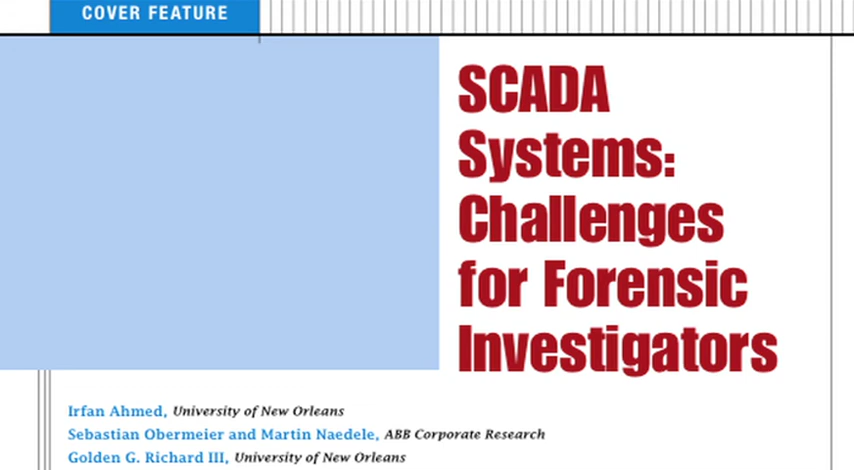 COVER FEATURE
SCADA
Systems:
Challenges
for Forensic
Investigators
Irfan Ahmed, University of New Orleans
Sebastian Obermeier and Martin Naedele, ABB Corporate Research
Golden G. Richard III, University of New Orleans